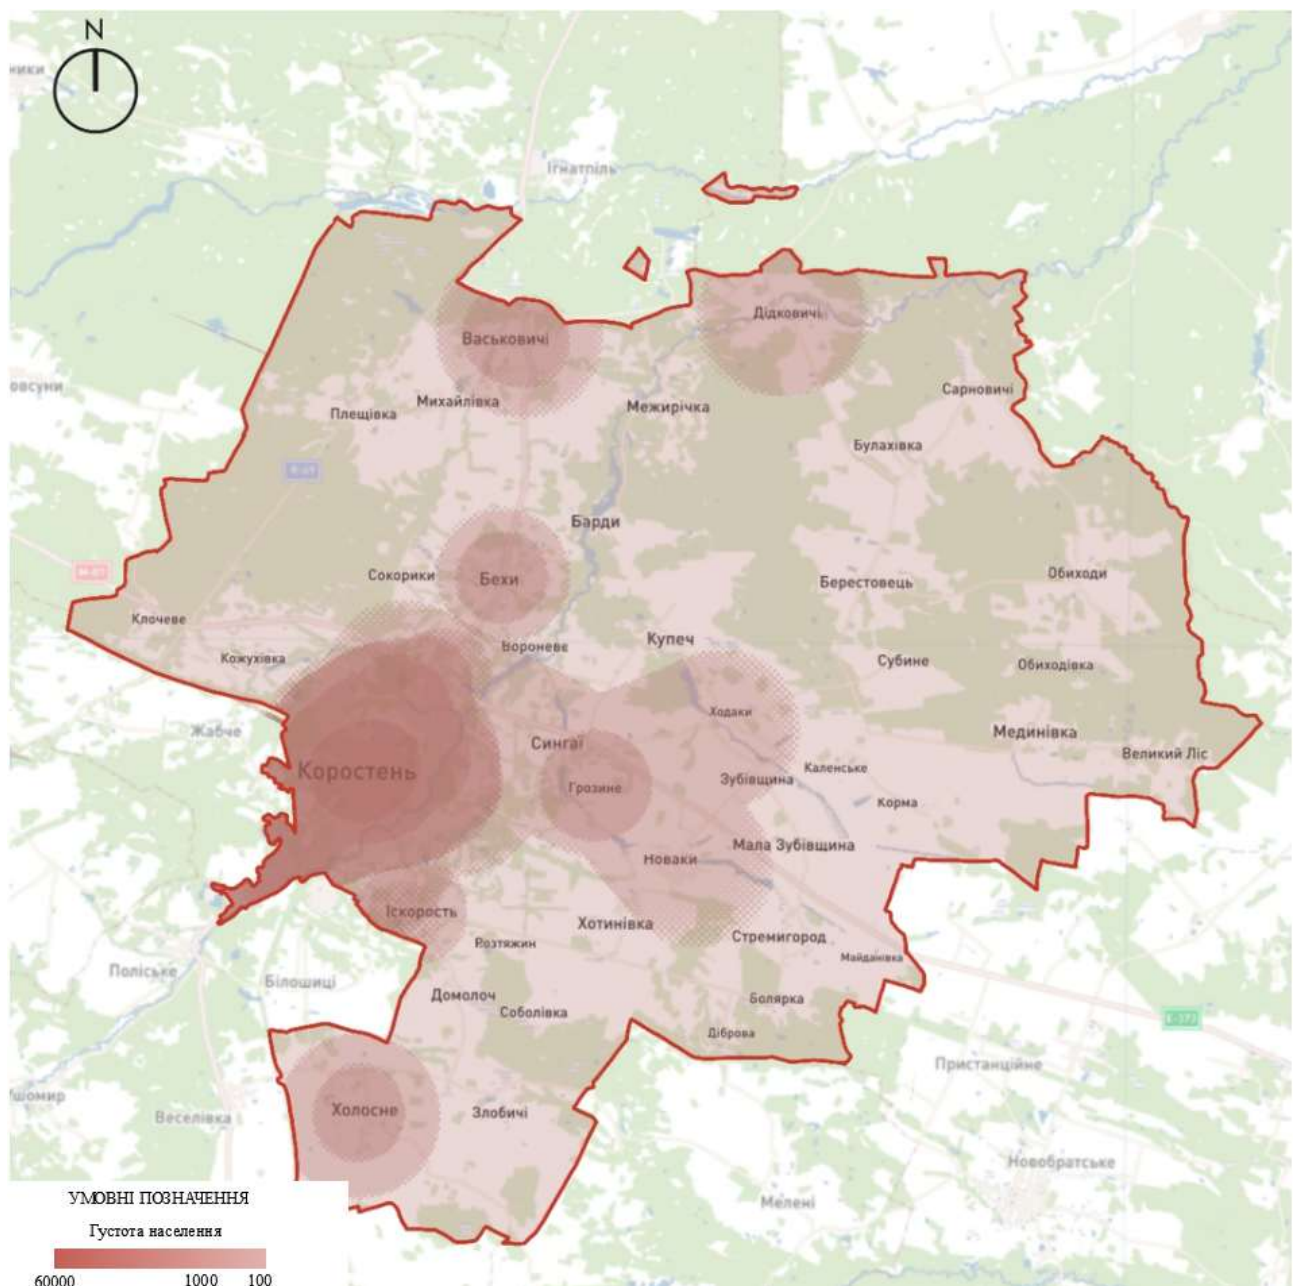 N
Ігнатпіль
Дідковичі
Васьковичі
Сарновичі
Михайлівка
Межирічка
Плещівка
Булахівка
Барди
Сокорики
Бехи
Берестовець
Обиходи
Клочеве
Купеч
Вороневе
Кожухівка
Субине
Обиходівка
Ходаки
Жабче
Сингаї
Мединівка
Великий Ліс
Коростень
Каленське
Зубівщина
Грозине
Корма
Мала Зубівщина
Новаки
Іскорость
Хотинівка
Стремигород
Розтяжин
Майданівка
Поліське
Білошиці
Домолоч
Болярка
Соболівка
Діброва
Пристанційне
Холосне
Злобичі
Веселівка
Новобратське
Мелені
УМОВНІ ПОЗНАЧЕННЯ
Густота населення
60000 1000 100